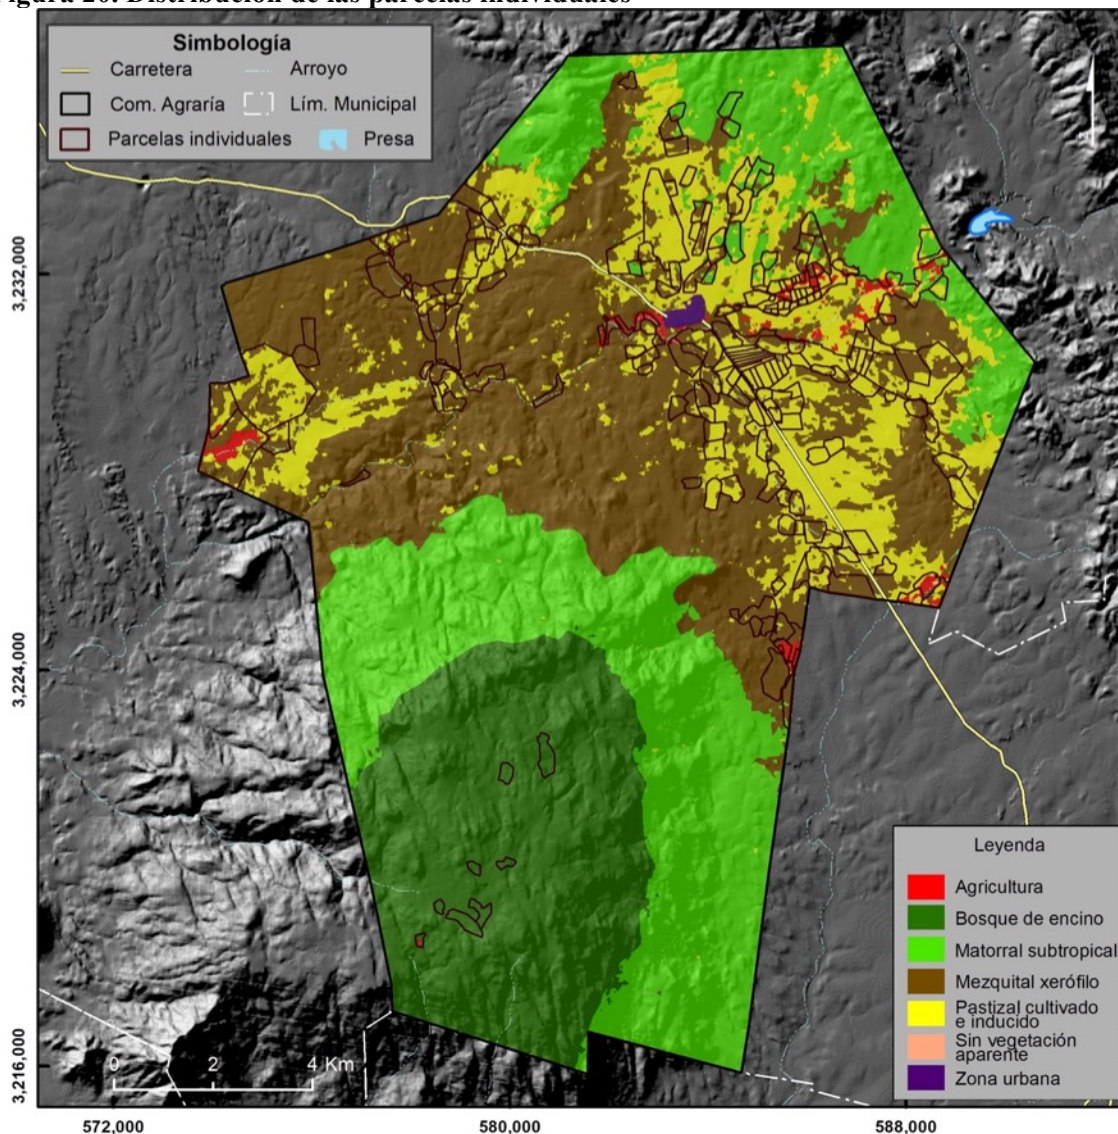 Figura 20. Distribución de las parcelas individuales
Simbología
Carretera
Arroyo
Com. Agraría
Lím. Municipal
Parcelas individuales
Presa
3,232,000
3,224,000
3,216,000
Leyenda
Agricultura
Bosque de encino
Matorral subtropical
Mezquital xerófilo
Pastizal cultivado
e inducido
Sin vegetación
aparente
Zona urbana
0 2 4 Km
572,000 580,000 588,000